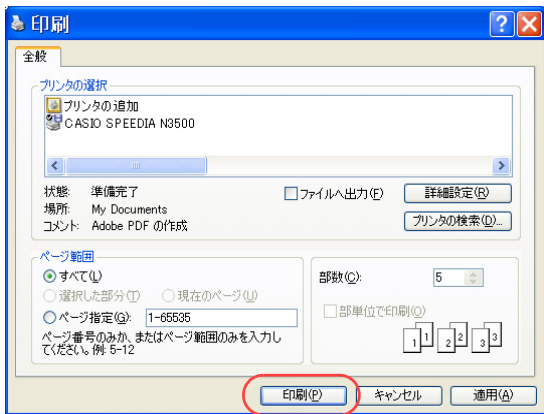 印刷
全般
プリンタの選択
プリンタの追加
CASIO SPEEDIA N3500
状態: 準備完了
場所: My Documents
コメント: Adobe PDF の作成
ファイルへ出力(F)
詳細設定(R)
プリンタの検索(D)...
ページ範囲
すべて(L)
選択した部分(T) 現在のページ(U)
ページ指定(G): 1-65535
ページ番号のみか、またはページ範囲のみを入力し
てください。例: 5-12
部数(C): 5
部単位で印刷(O)
1 1 2 2 3 3
印刷(P) キャンセル 適用(A)